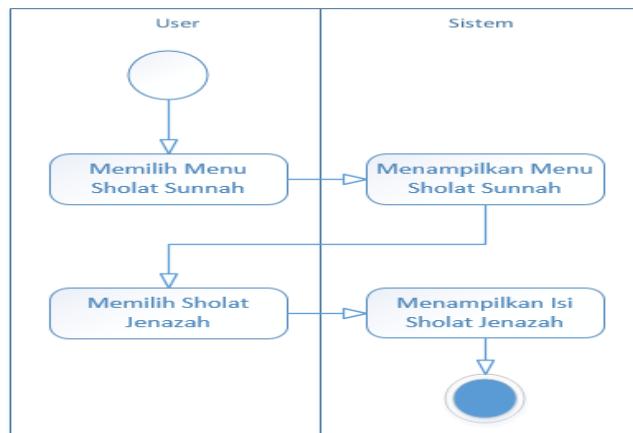 User
Sistem
Memilih Menu
Sholat Sunnah
Menampilkan Menu
Sholat Sunnah
Memilih Sholat
Jenazah
Menampilkan Isi
Sholat Jenazah